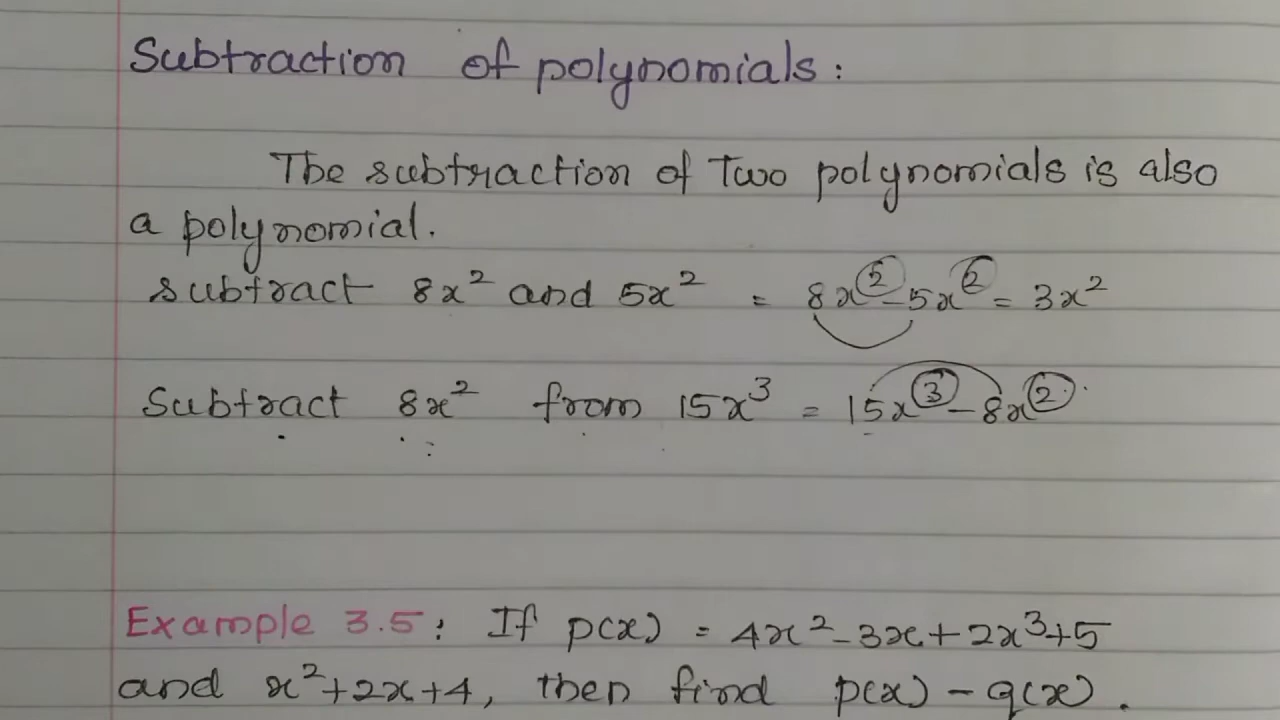 Subtraction of polynomials:
The subtraction of Two polynomials is also
a polynomial.
subtract 8x² and 5x² = 8x² - 5x² = 3x²
Subtract 8x² from 15x³ = 15x³ - 8x²
Example 3.5: If p(x) = 4x² - 3x + 2x³ + 5
and x² + 2x + 4, then find p(x) - q(x).